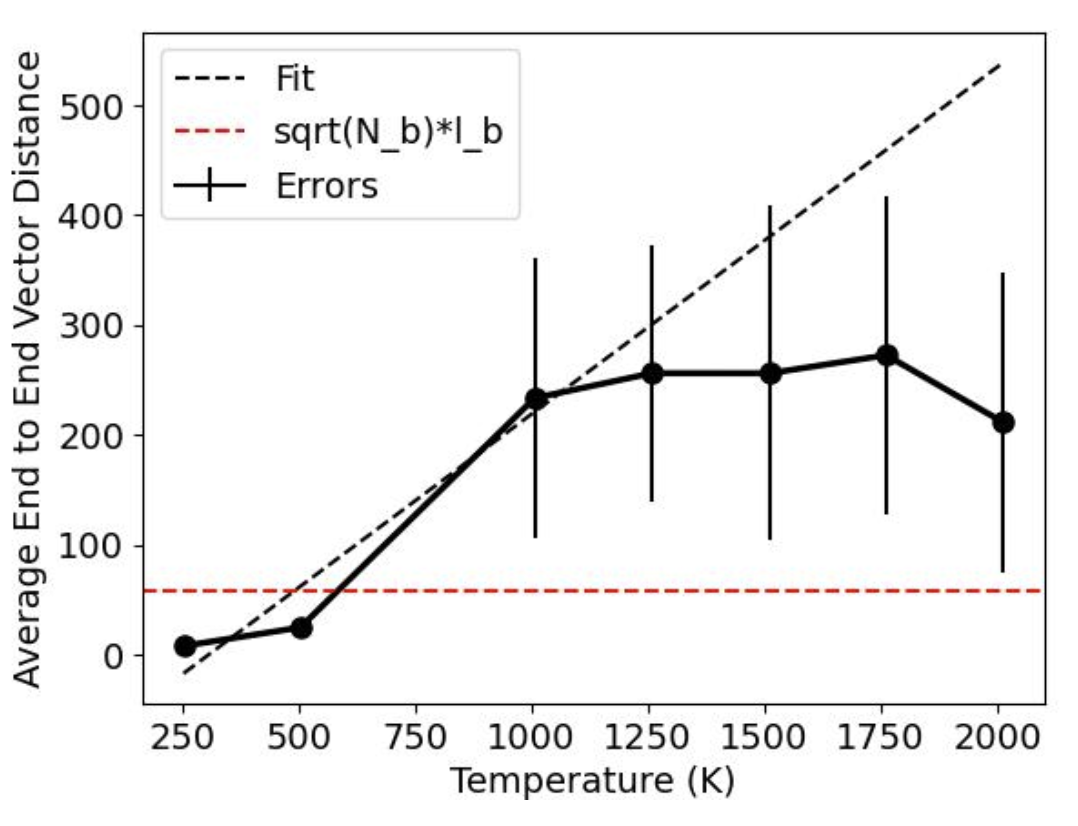 Average End to End Vector Distance
500
400
300
200
100
0
Fit
sqrt(N_b)*l_b
Errors
250 500 750 1000 1250 1500 1750 2000
Temperature (K)